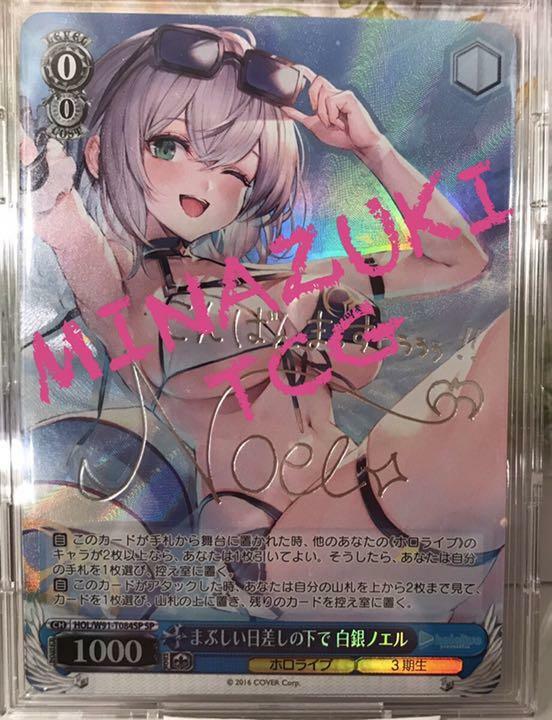 LEVEL
0
0
COST
MINAZUKI
TCG
こんばんまっするぅぅぅ!!
Noel
自 このカードが手札から舞台に置かれた時、他のあなたの《ホロライブ》の
キャラが2枚以上なら、あなたは1枚引いてよい。そうしたら、あなたは自分
の手札を1枚選び、控え室に置く。
自 このカードがアタックした時、あなたは自分の山札を上から2枚まで見て、
カードを1枚選び、山札の上に置き、残りのカードを控え室に置く。
CH HOL/W91-T084SP SP
まぶしい日差しの下で 白銀ノエル
hololive
POWER
1000
ホロライブ
3期生
© 2016 COVER Corp.